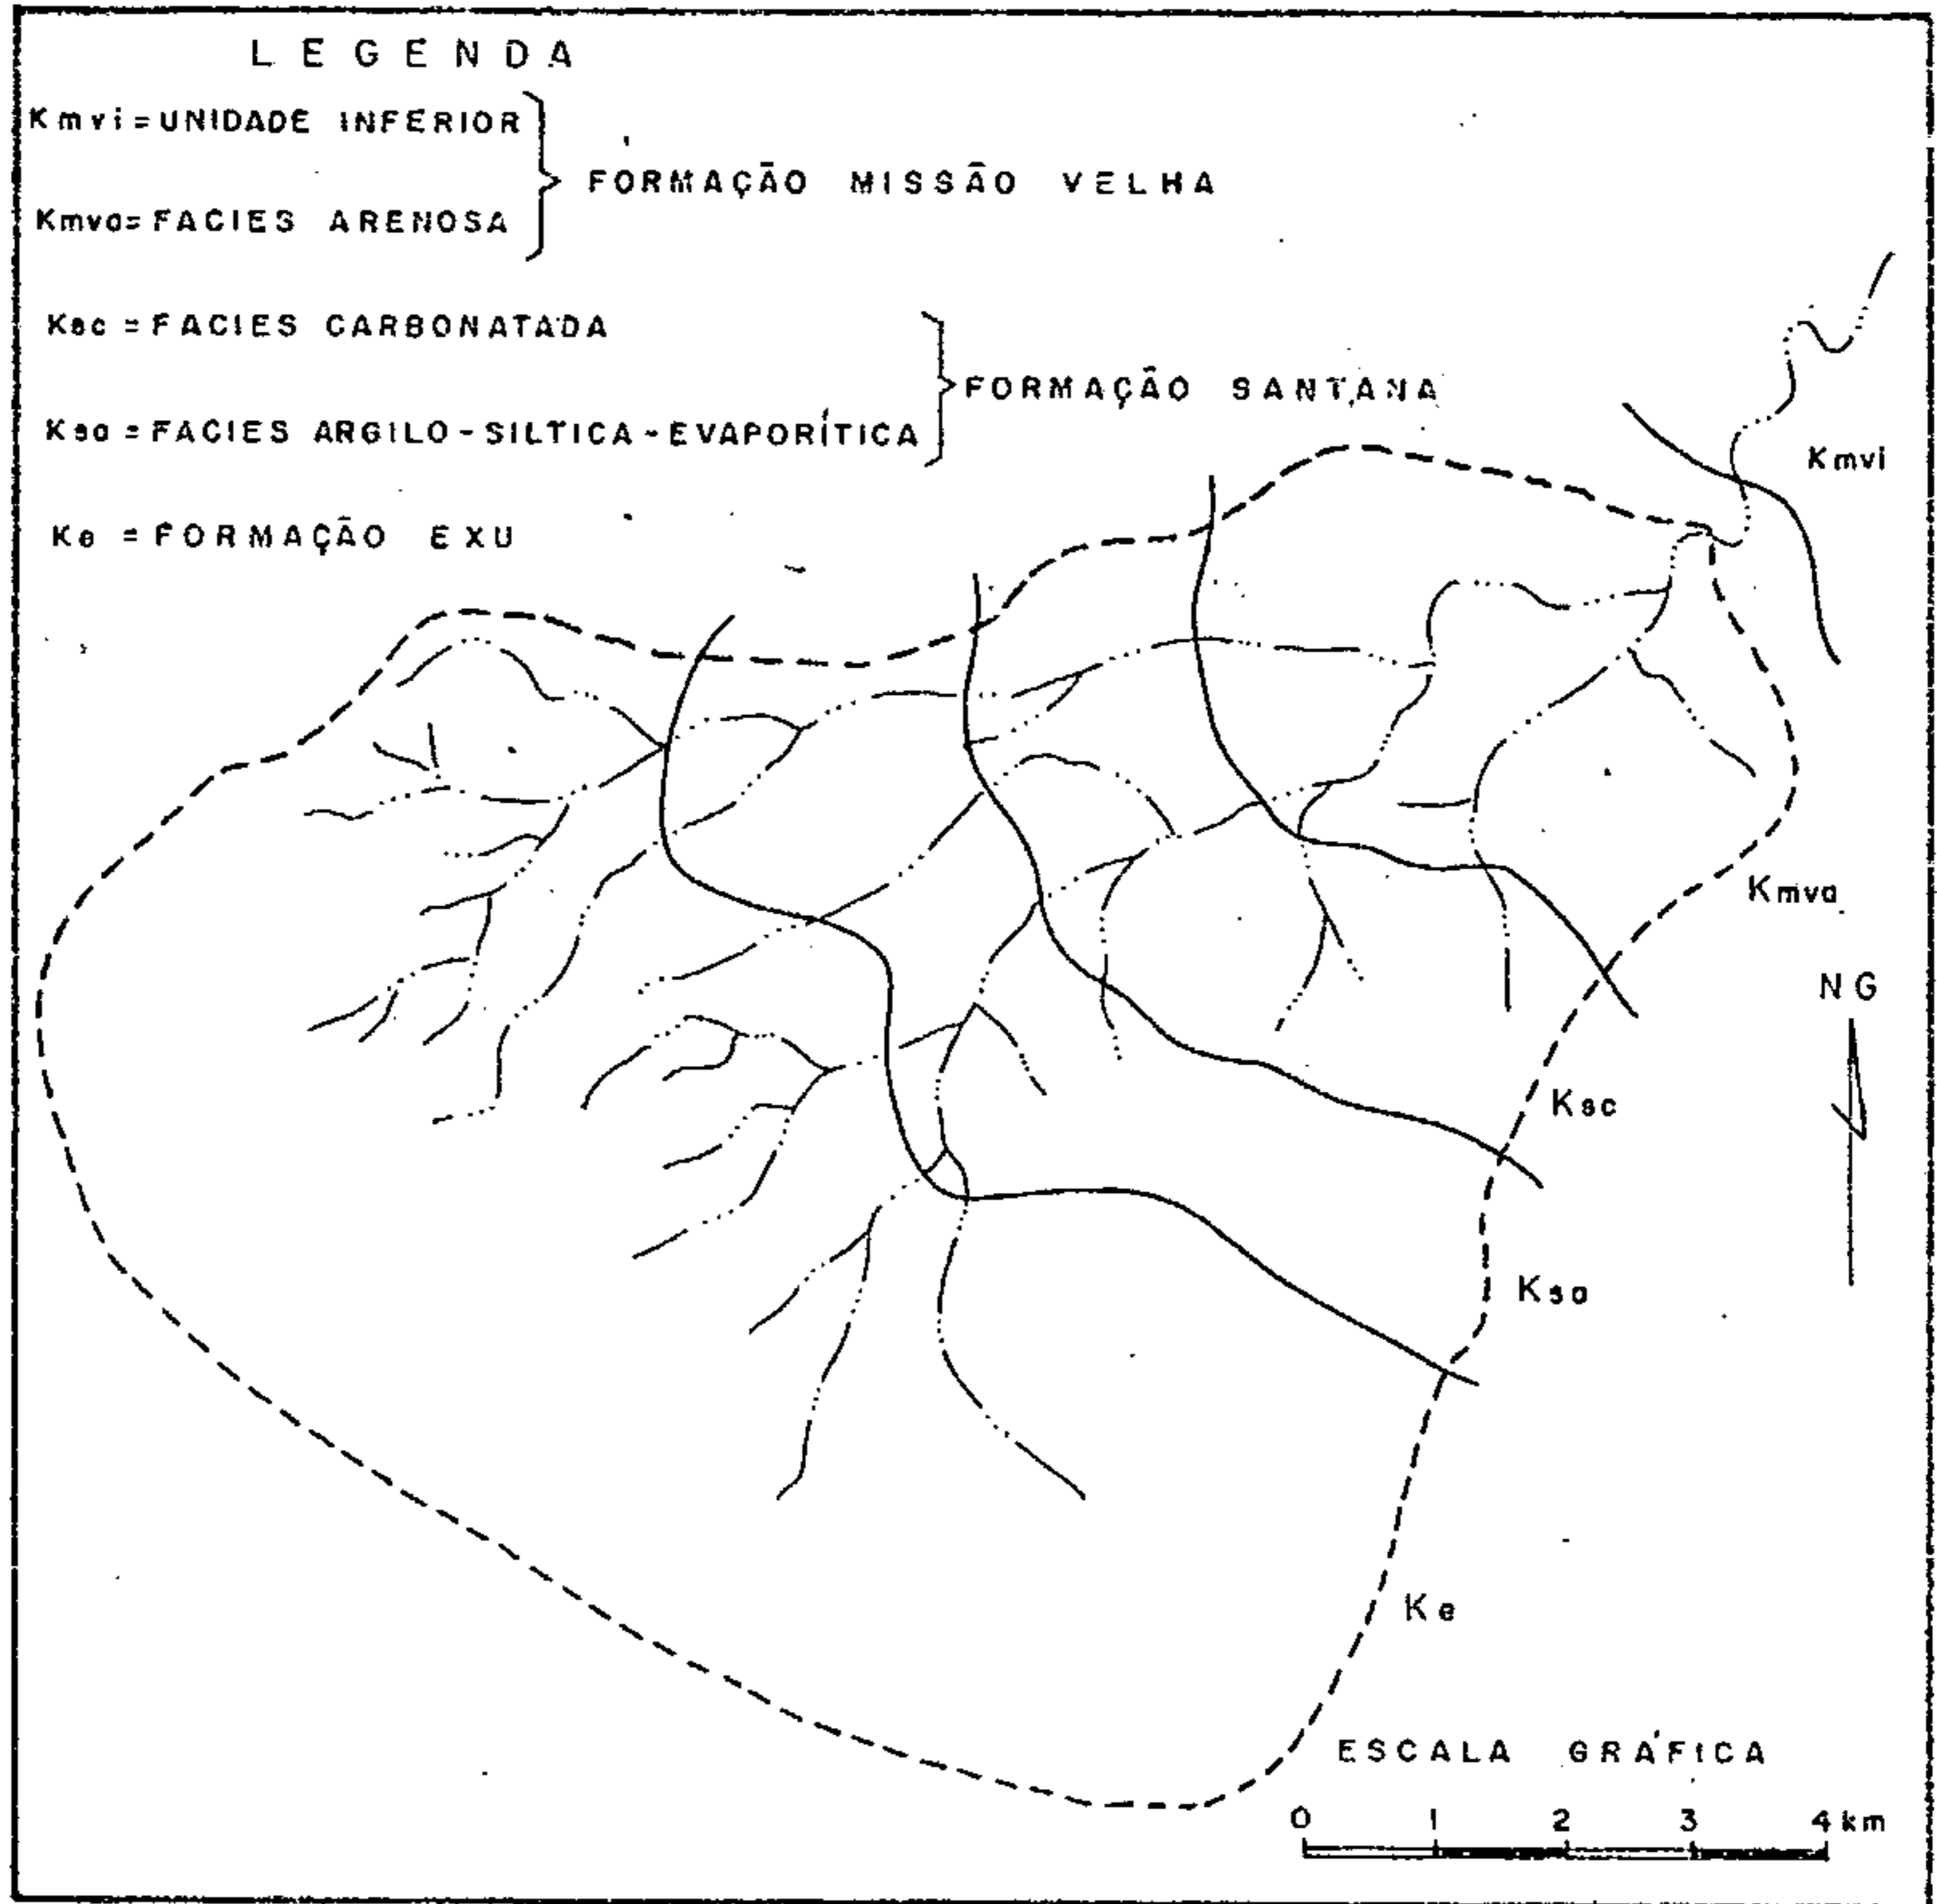 LEGENDA
Kmvi = UNIDADE INFERIOR
FORMAÇÃO MISSÃO VELHA
Kmva = FACIES ARENOSA
Ksc = FACIES CARBONATADA
FORMAÇÃO SANTANA
Ksa = FACIES ARGILO-SILTICA-EVAPORÍTICA
Ke = FORMAÇÃO EXU
Kmvi
Kmva
NG
Ksc
Ksa
Ke
ESCALA GRÁFICA
0 1 2 3 4 km